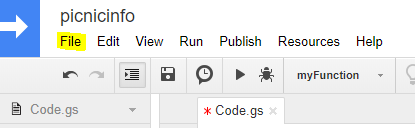 picnicinfo
File Edit View Run Publish Resources Help
myFunction
Code.gs
* Code.gs ×